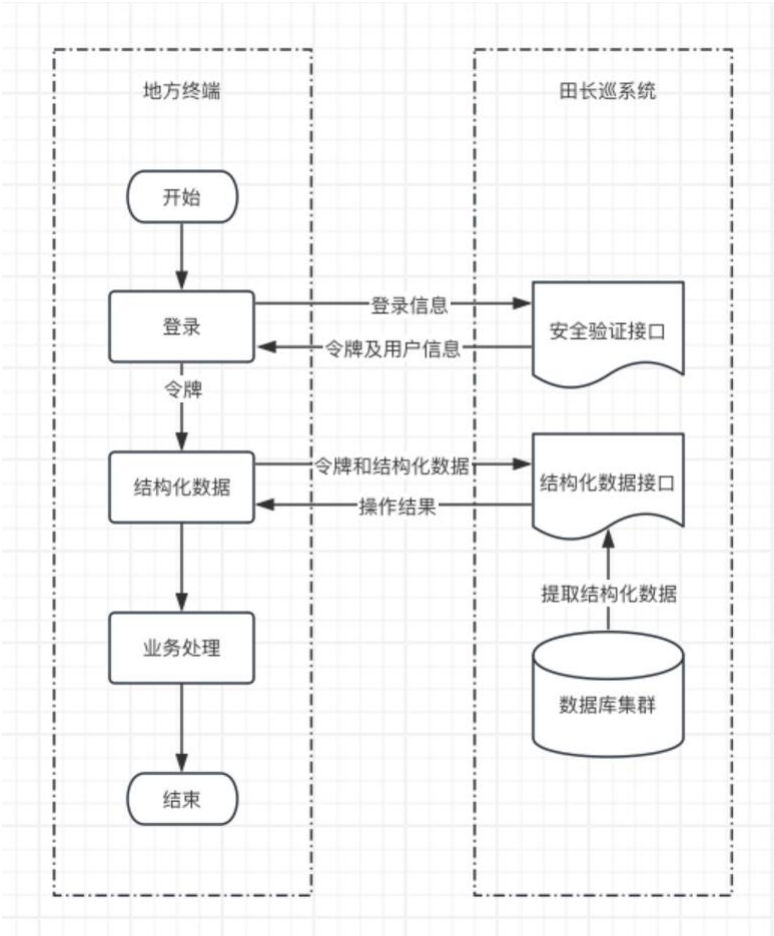 地方终端
田长巡系统
开始
登录
登录信息
令牌及用户信息
安全验证接口
令牌
结构化数据
令牌和结构化数据
操作结果
结构化数据接口
提取结构化数据
业务处理
数据库集群
结束